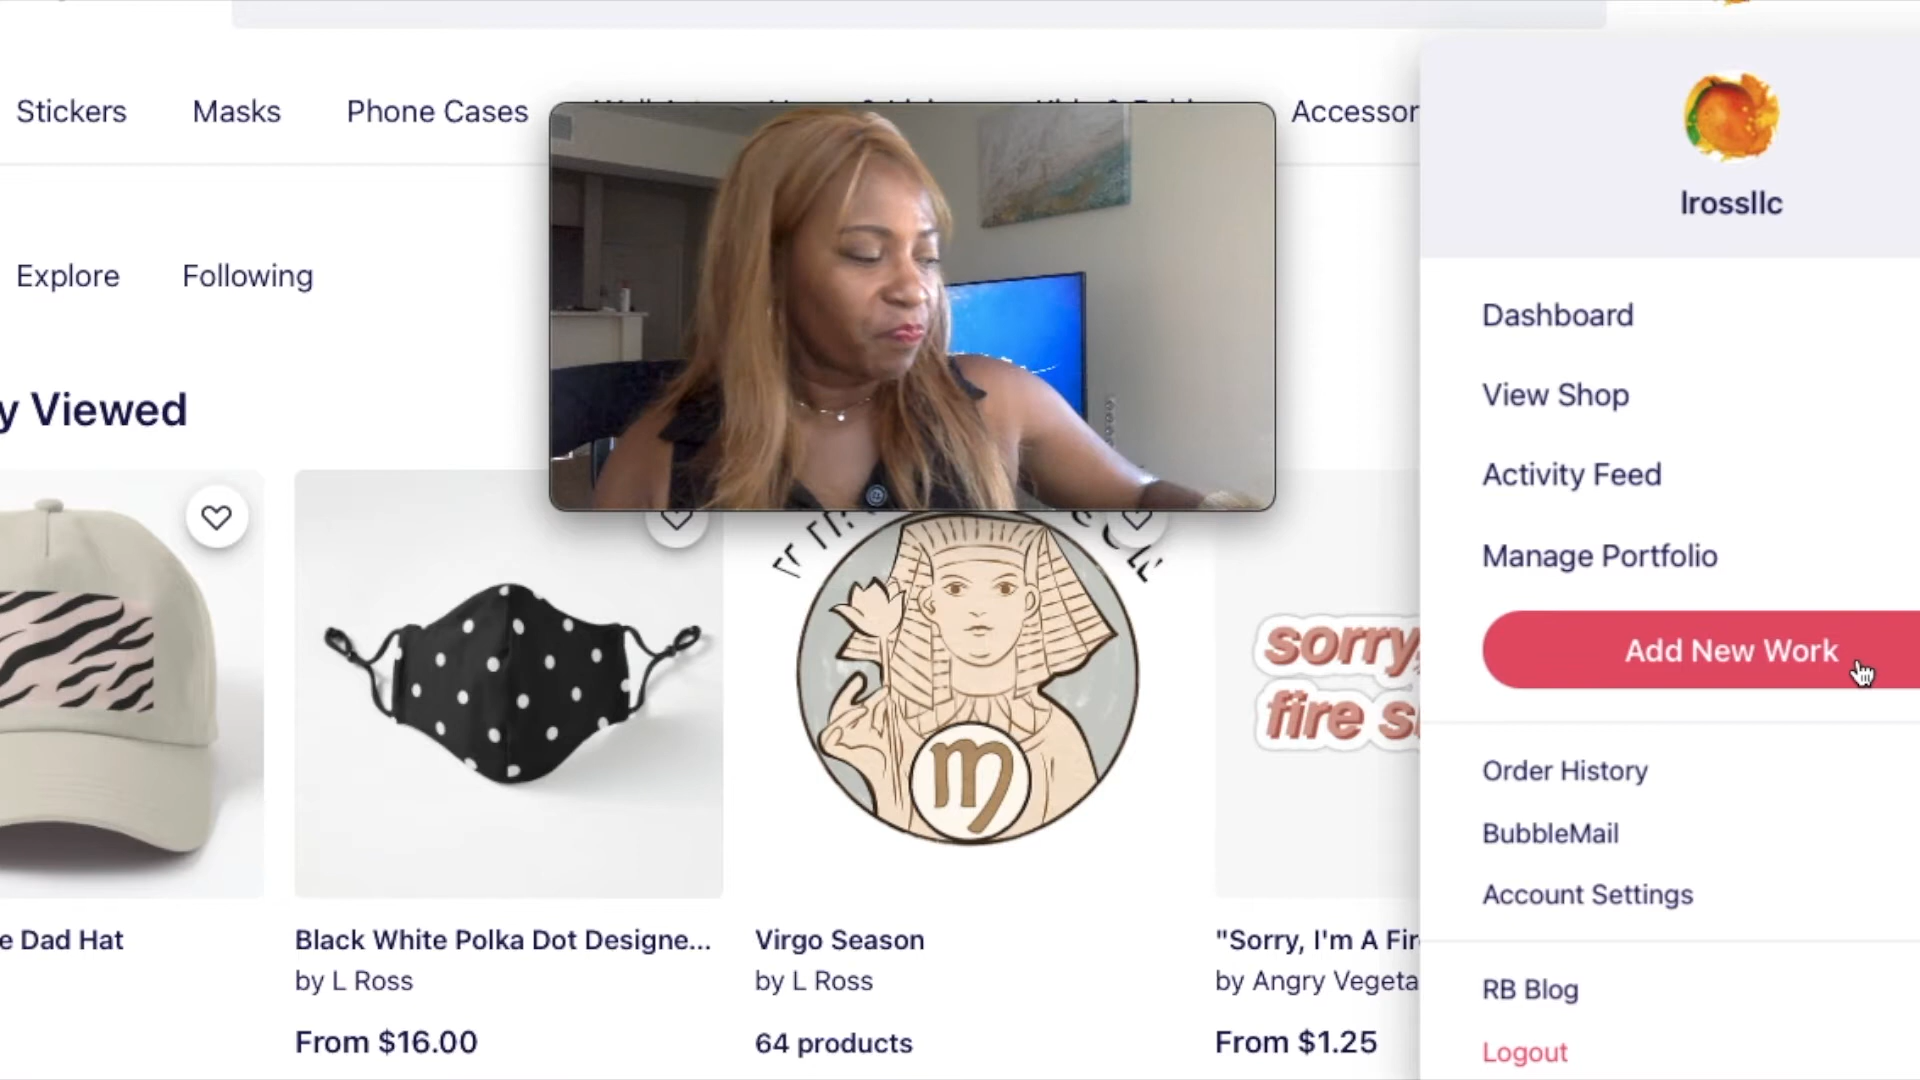 Stickers
Masks
Phone Cases
Accessor
lrossllc
Explore
Following
Dashboard
View Shop
y Viewed
Activity Feed
Manage Portfolio
Add New Work
sorry,
fire s
Order History
BubbleMail
Account Settings
e Dad Hat
Black White Polka Dot Designe...
by L Ross
From $16.00
Virgo Season
by L Ross
64 products
"Sorry, I'm A Fir
by Angry Vegeta
From $1.25
RB Blog
Logout